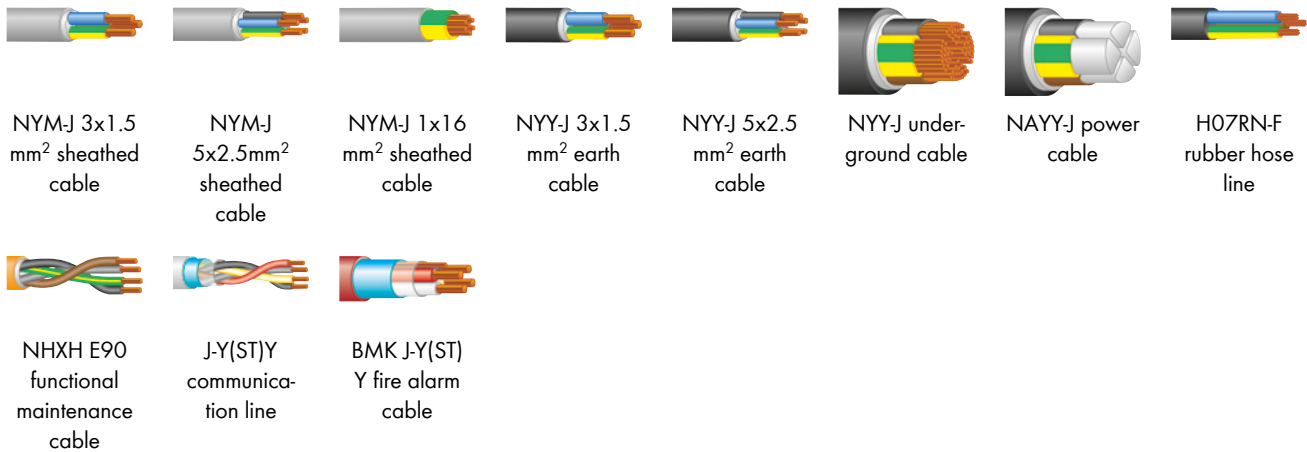 NYM-J 3x1.5
mm² sheathed
cable
NYM-J
5x2.5mm²
sheathed
cable
NYM-J 1x16
mm² sheathed
cable
NYY-J 3x1.5
mm² earth
cable
NYY-J 5x2.5
mm² earth
cable
NYY-J under-
ground cable
NAYY-J power
cable
H07RN-F
rubber hose
line
NHXH E90
functional
maintenance
cable
J-Y(ST)Y
communica-
tion line
BMK J-Y(ST)
Y fire alarm
cable